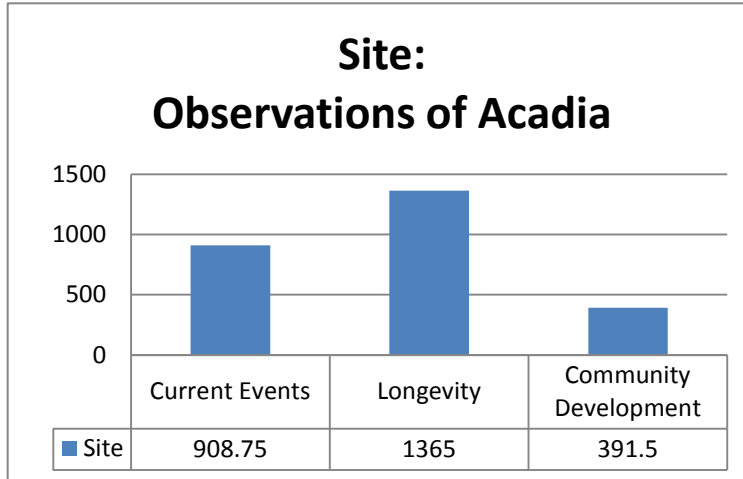 Site:
Observations of Acadia
1500
1000
500
0
Current Events Longevity Community Development
Site 908.75 1365 391.5